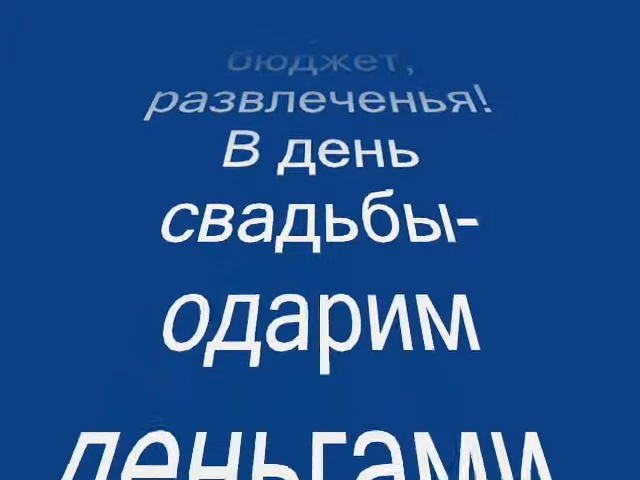 бюджет,
развлеченья!
В день
свадьбы-
одарим
деньгами